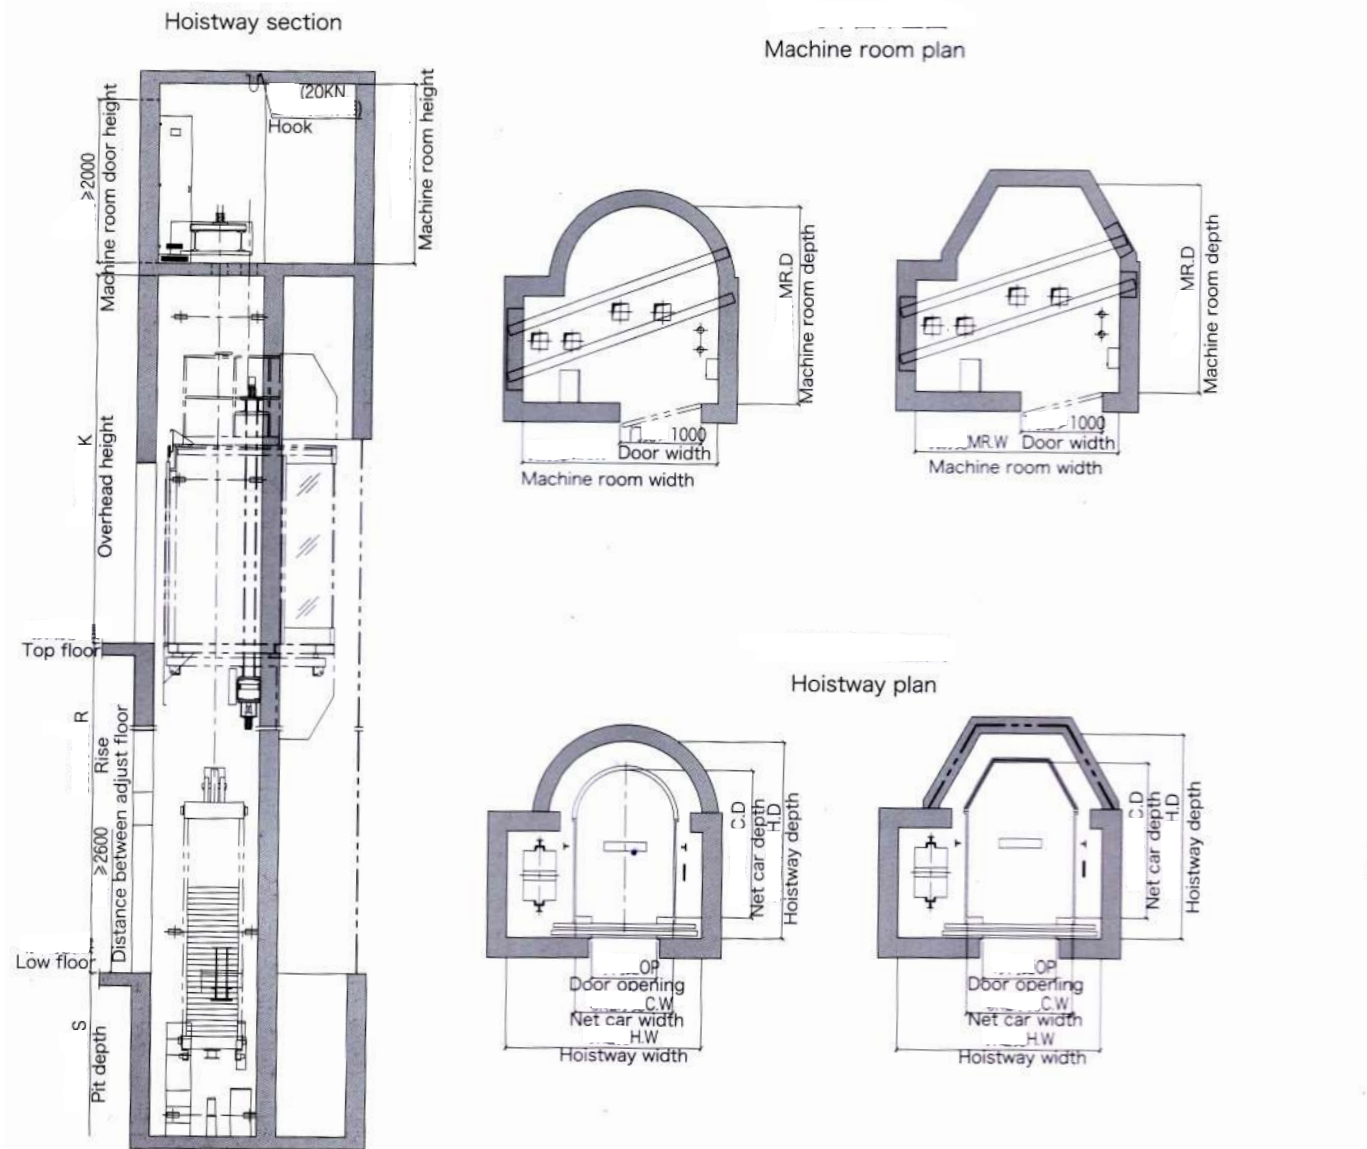 Hoistway section
(20KN
Hook
≥2000
Machine room door height
Machine room height
K
Overhead height
Top floor
R
Rise
≥2600
Distance between adjust floor
Low floor
S
Pit depth
Machine room plan
MR.D
Machine room depth
1000
Door width
Machine room width
MR.D
Machine room depth
1000
MR.W Door width
Machine room width
Hoistway plan
C.D
Net car depth
H.D
Hoistway depth
OP
Door opening
C.W
Net car width
H.W
Hoistway width
C.D
Net car depth
H.D
Hoistway depth
OP
Door opening
C.W
Net car width
H.W
Hoistway width